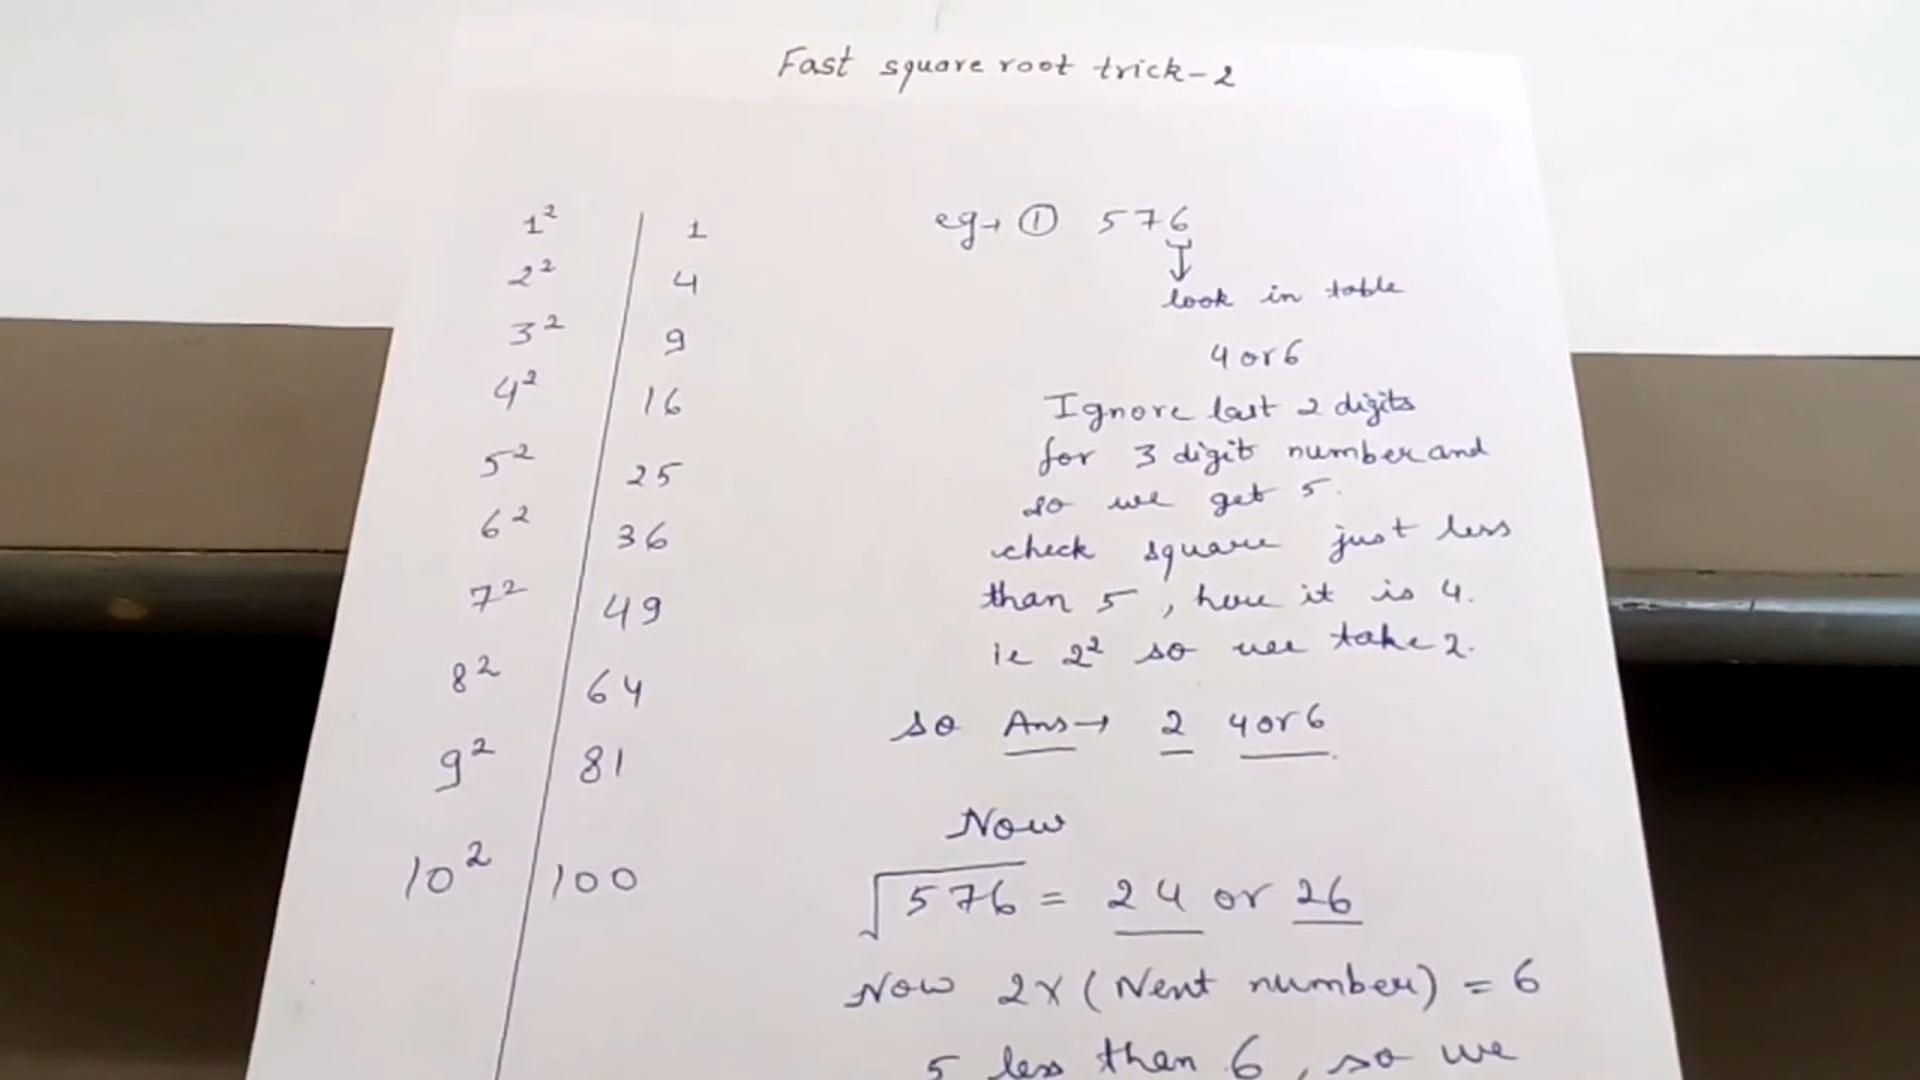 Fast square root trick-2
1² | 1
2² | 4
3² | 9
4² | 16
5² | 25
6² | 36
7² | 49
8² | 64
9² | 81
10² | 100
eg→ ① 576
↓
look in table
4 or 6
Ignore last 2 digits
for 3 digit number and
so we get 5.
check square just less
than 5, here it is 4.
ie 2² so we take 2.
so Ans→ 2 4 or 6.
Now
√576 = 24 or 26
Now 2x (Nent number) = 6
5 less than 6, so we